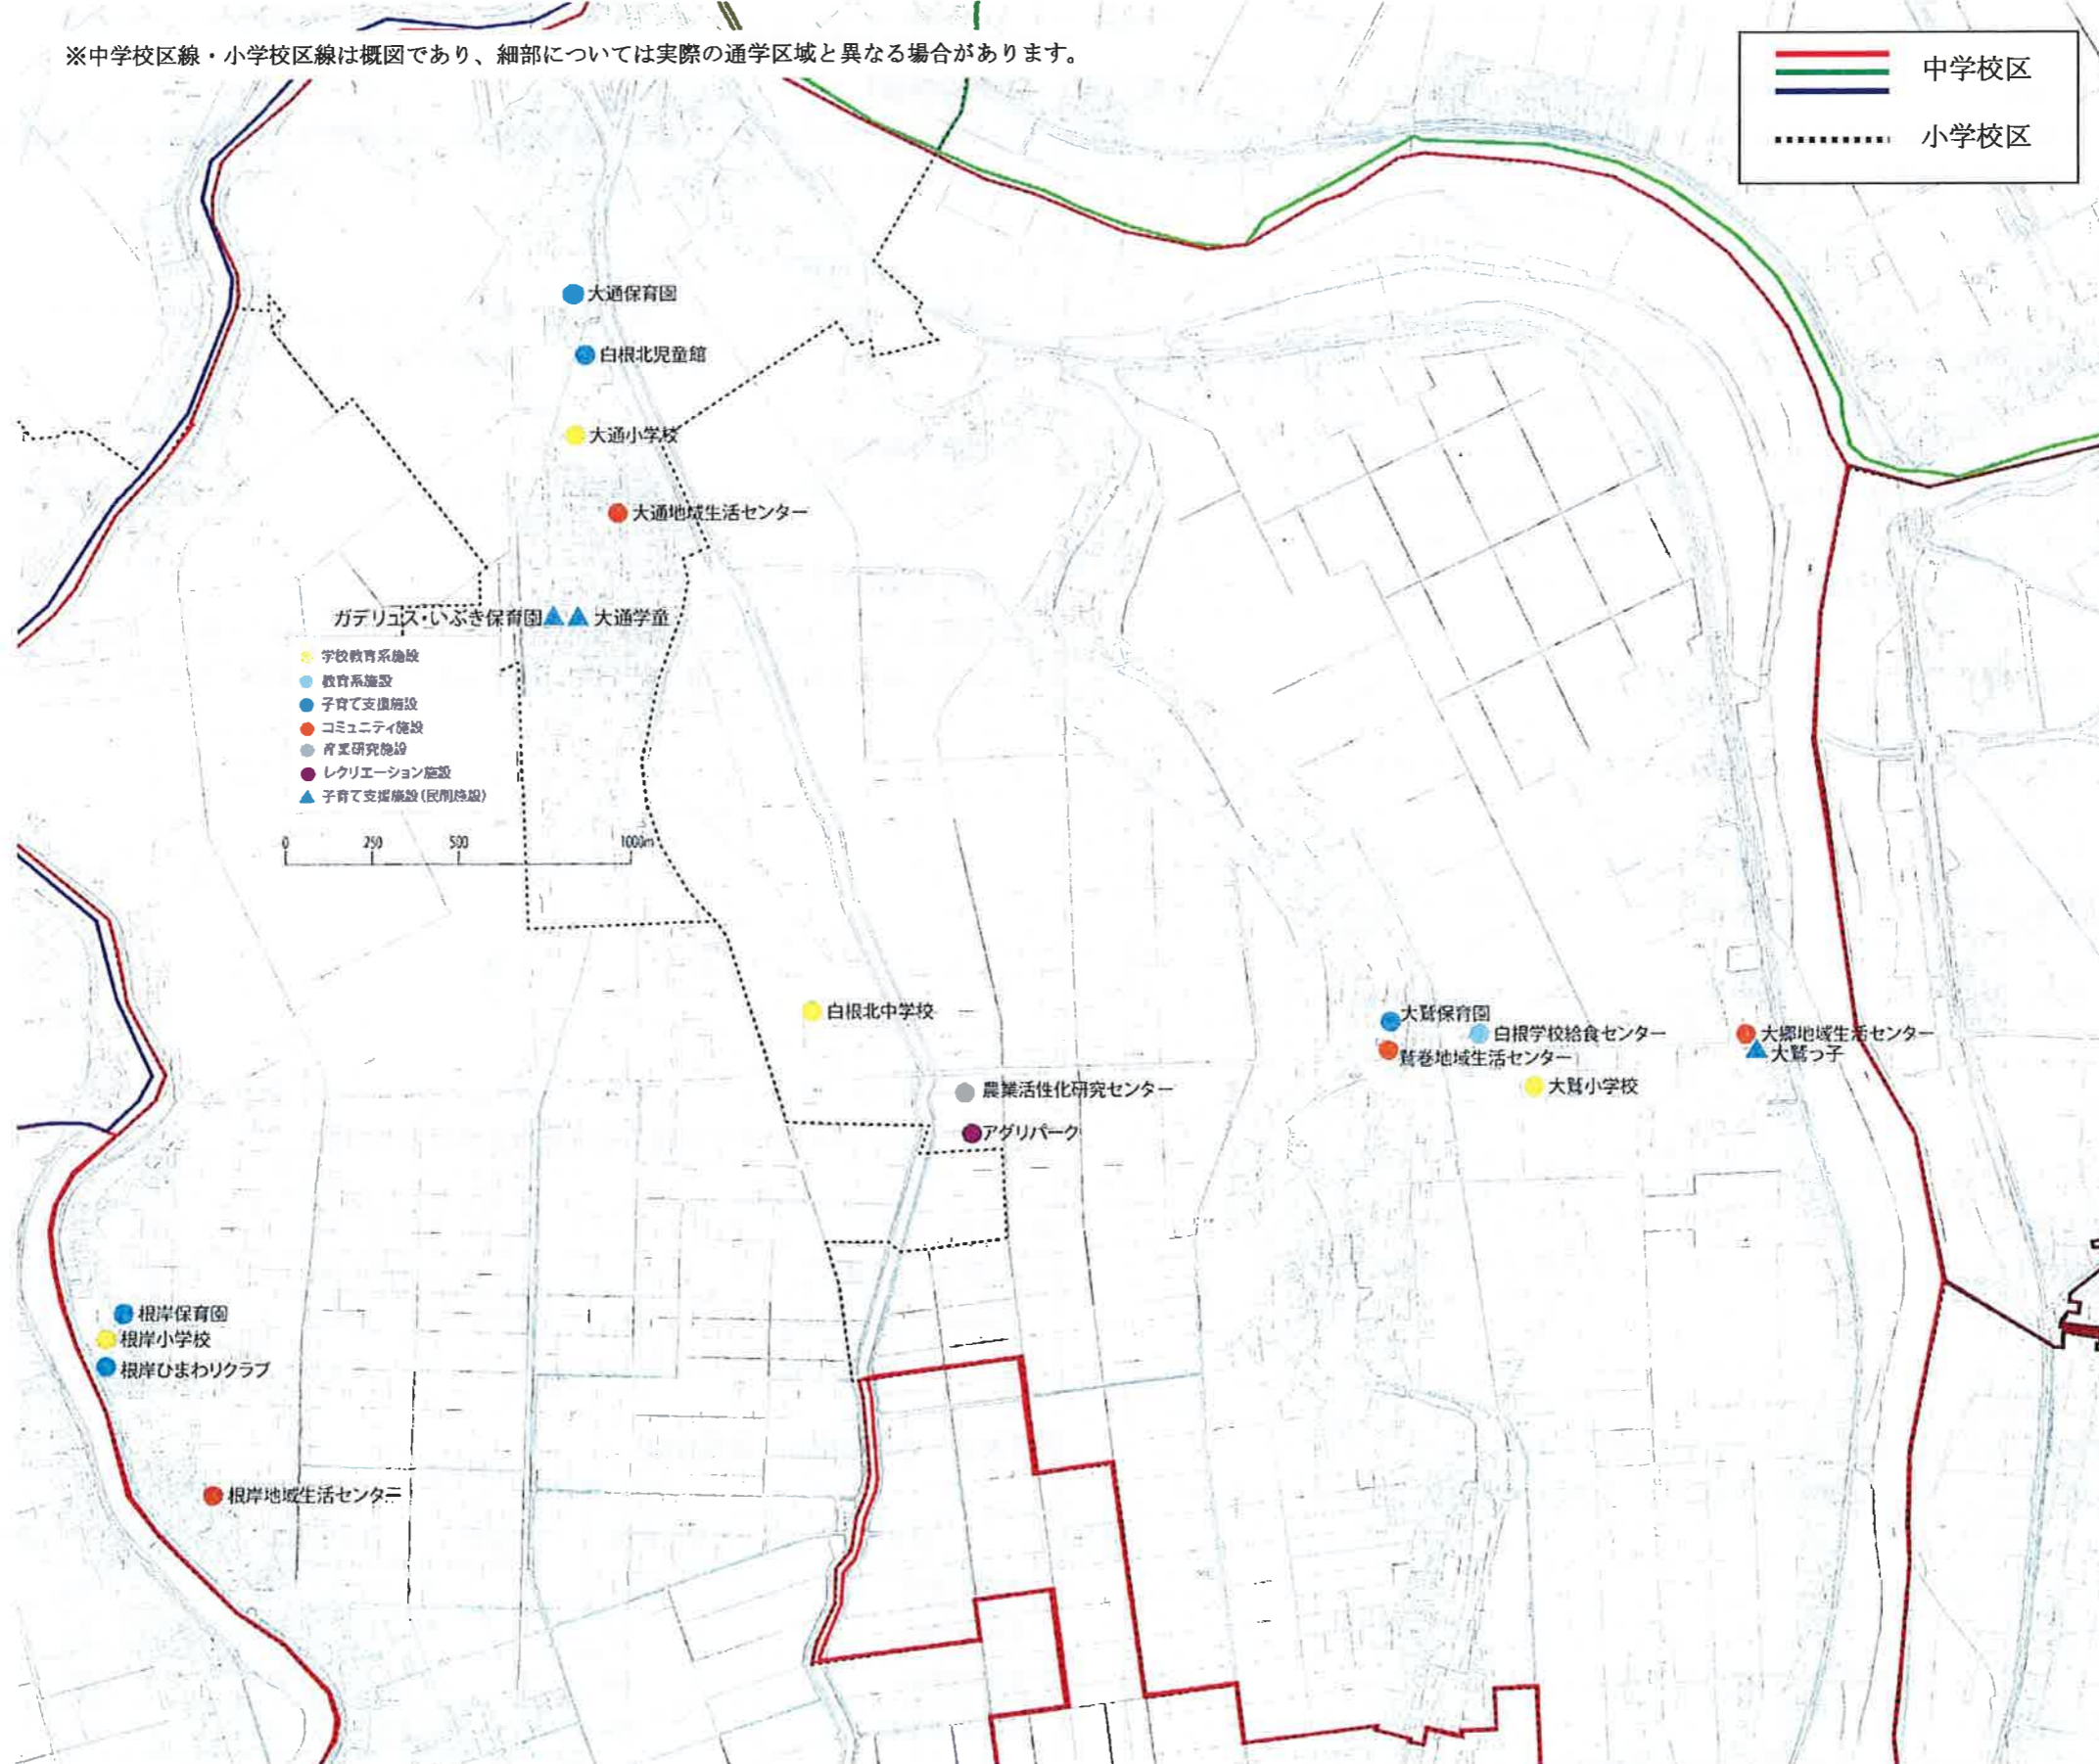 ※中学校区線・小学校区線は概図であり、細部については実際の通学区域と異なる場合があります。
中学校区
小学校区
大通保育園
白根北児童館
大通小学校
大通地域生活センター
ガデリュス・いぶき保育園
大通学童
学校教育系施設
教育系施設
子育て支援施設
コミュニティ施設
産業研究施設
レクリエーション施設
子育て支援施設(民間施設)
0 250 500 1000m
白根北中学校
大鷲保育園
白根学校給食センター
鷲巻地域生活センター
大鷲小学校
大郷地域生活センター
大鷲つ子
農業活性化研究センター
アグリパーク
根岸保育園
根岸小学校
根岸ひまわりクラブ
根岸地域生活センター